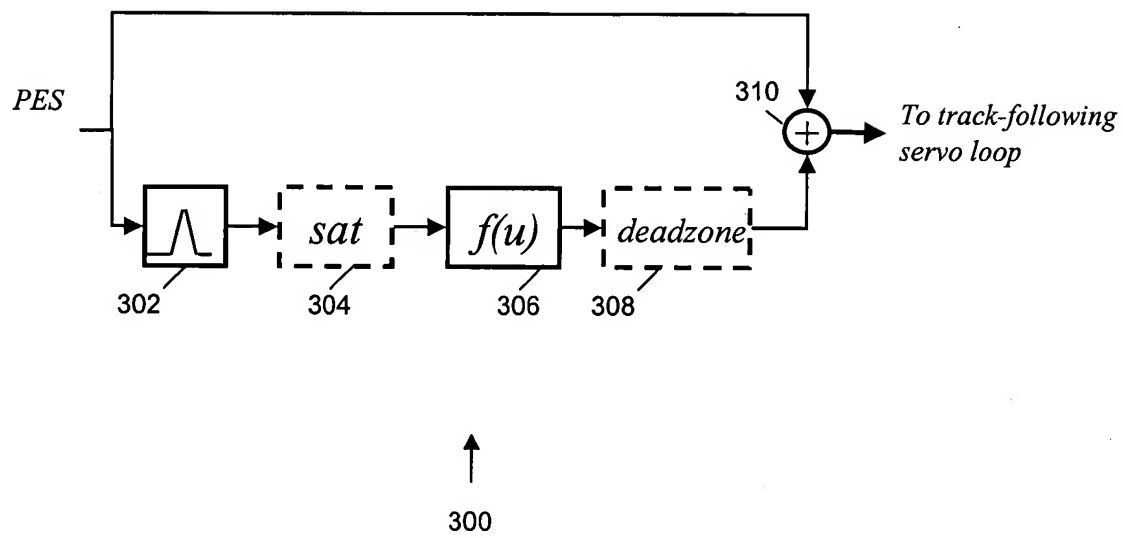 PES
310
+
To track-following
servo loop
sat
f(u)
deadzone
302
304
306
308
300